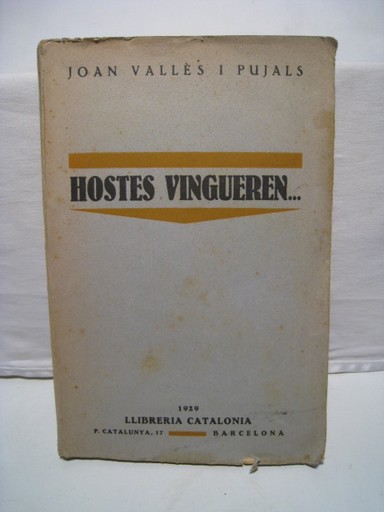 JOAN VALLÈS I PUJALS
HOSTES VINGUEREN...
1929
LLIBRERIA CATALONIA
P. CATALUNYA, 17 BARCELONA